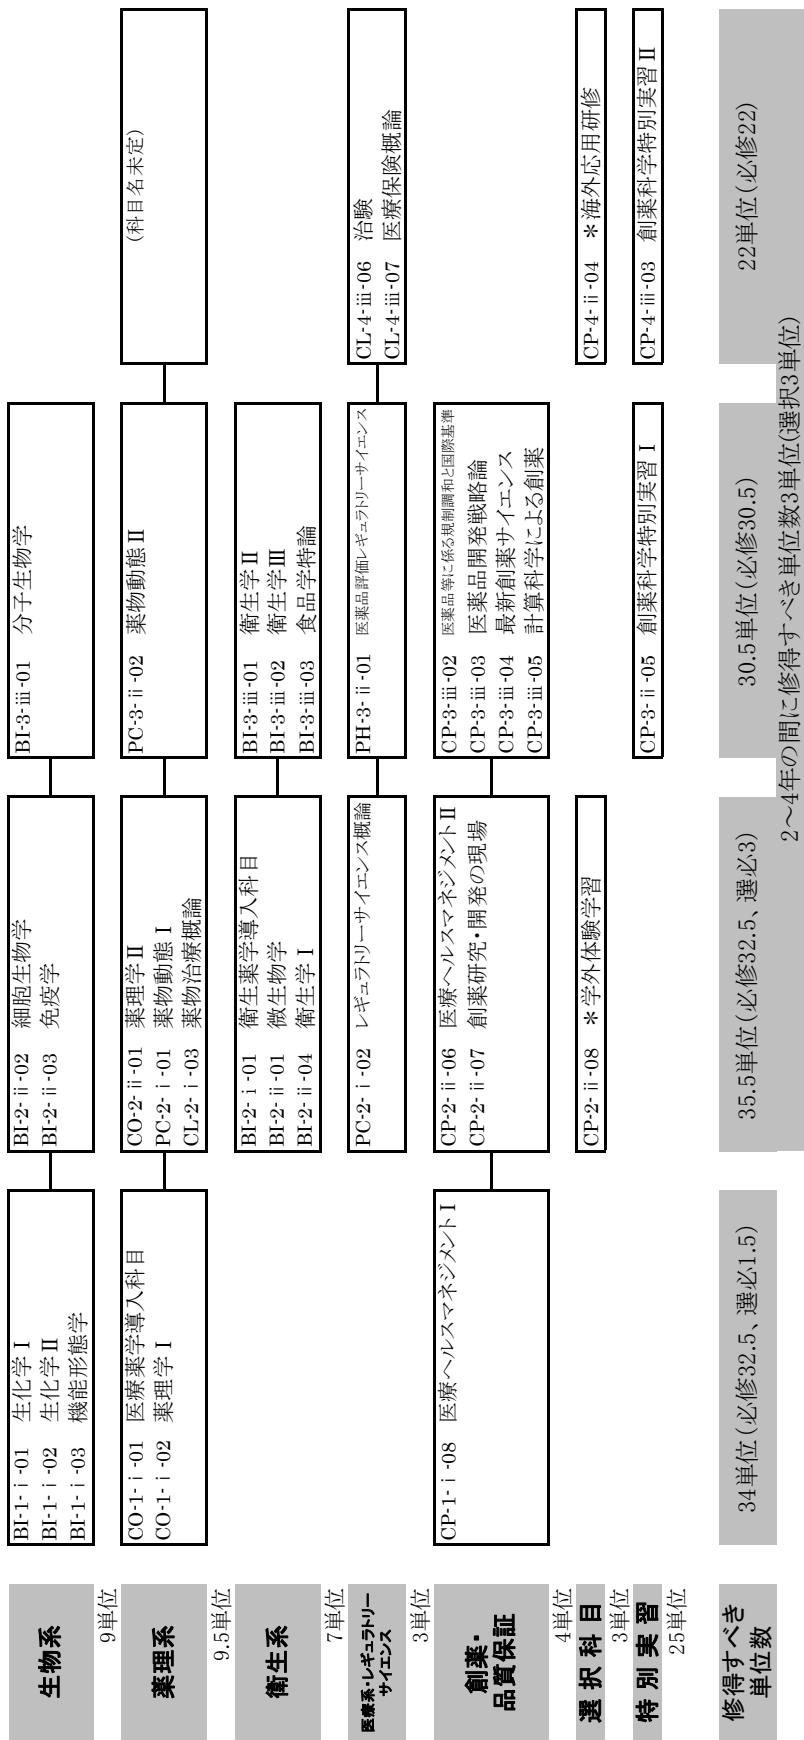 生物系
9単位
BI-1-ⅰ-01 生化学Ⅰ
BI-1-ⅰ-02 生化学Ⅱ
BI-1-ⅰ-03 機能形態学
BI-2-ⅱ-02 細胞生物学
BI-2-ⅱ-03 免疫学
BI-3-ⅲ-01 分子生物学
薬理系
9.5単位
CO-1-ⅰ-01 医療薬学導入科目
CO-1-ⅰ-02 薬理学Ⅰ
CO-2-ⅱ-01 薬理学Ⅱ
PC-2-ⅰ-01 薬物動態Ⅰ
CL-2-ⅰ-03 薬物治療概論
PC-3-ⅱ-02 薬物動態Ⅱ
(科目名未定)
衛生系
7単位
BI-2-ⅰ-01 衛生薬学導入科目
BI-2-ⅱ-01 微生物学
BI-2-ⅱ-04 衛生学Ⅰ
BI-3-ⅲ-01 衛生学Ⅱ
BI-3-ⅲ-02 衛生学Ⅲ
BI-3-ⅲ-03 食品学特論
医療系・レギュラトリー
サイエンス
3単位
PC-2-ⅰ-02 レギュラトリーサイエンス概論
PH-3-ⅱ-01 医薬品評価レギュラトリーサイエンス
CL-4-ⅲ-06 治験
CL-4-ⅲ-07 医療保険概論
創薬・
品質保証
4単位
CP-1-ⅰ-08 医療ヘルスマネジメントⅠ
CP-2-ⅱ-06 医療ヘルスマネジメントⅡ
CP-2-ⅱ-07 創薬研究・開発の現場
CP-3-ⅲ-02 医薬品等に係る規制調和と国際基準
CP-3-ⅲ-03 医薬品開発戦略論
CP-3-ⅲ-04 最新創薬サイエンス
CP-3-ⅲ-05 計算科学による創薬
選択科目
3単位
CP-2-ⅱ-08 *学外体験学習
CP-4-ⅱ-04 *海外応用研修
特別実習
25単位
CP-3-ⅱ-05 創薬科学特別実習Ⅰ
CP-4-ⅲ-03 創薬科学特別実習Ⅱ
修得すべき
単位数
34単位(必修32.5、選必1.5)
35.5単位(必修32.5、選必3)
30.5単位(必修30.5)
22単位(必修22)
2～4年の間に修得すべき単位数3単位(選択3単位)